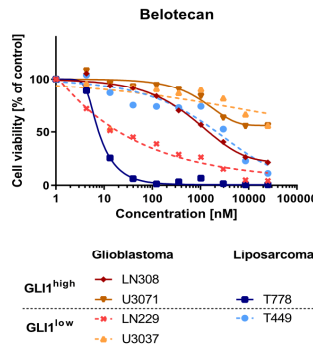 Belotecan
Cell viability [% of control]
100
50
0
1 10 100 1000 10000 100000
Concentration [nM]
Glioblastoma Liposarcoma
GLI1high LN308 T778
U3071
GLI1low LN229 T449
U3037